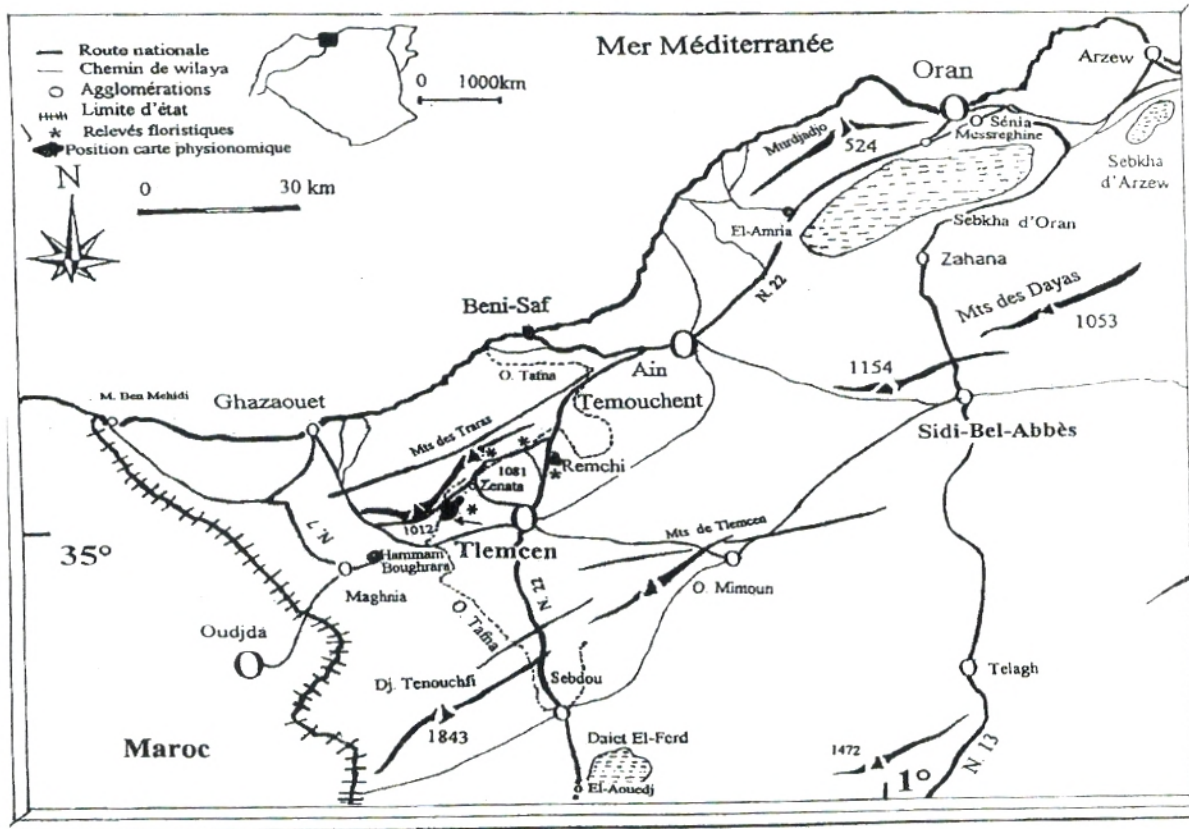 Route nationale
Chemin de wilaya
Agglomérations
Limite d'état
Relevés floristiques
Position carte physionomique
0 1000km
Mer Méditerranée
N
0 30 km
Oran
Arzew
Sénia
Messreghine
Murdjadjo
524
Sebkha
d'Arzew
El-Amria
Sebkha d'Oran
Zahana
N. 22
Mts des Dayas
1053
Beni-Saf
Ain
Temouchent
O. Tafna
1154
Sidi-Bel-Abbès
M. Ben Mehidi
Ghazaouet
Mts des Traras
1081
Zenata
Remchi
1012
Tlemcen
Mts de Tlemcen
35°
N. 7
Hammam
Boughrara
Maghnia
O. Mimoun
N. 22
O. Tafna
Oudjda
Telagh
Dj. Tenouchfi
Sebdou
1843
Maroc
Daiet El-Ferd
El-Aouedj
1472
1°
N. 13